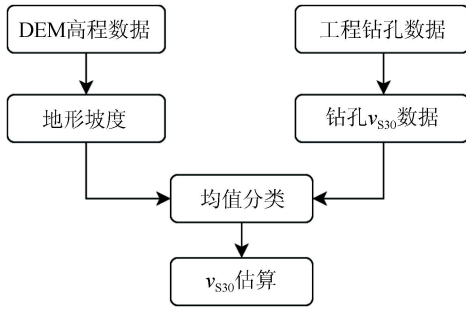 DEM高程数据
工程钻孔数据
地形坡度
钻孔vS30数据
均值分类
vS30估算